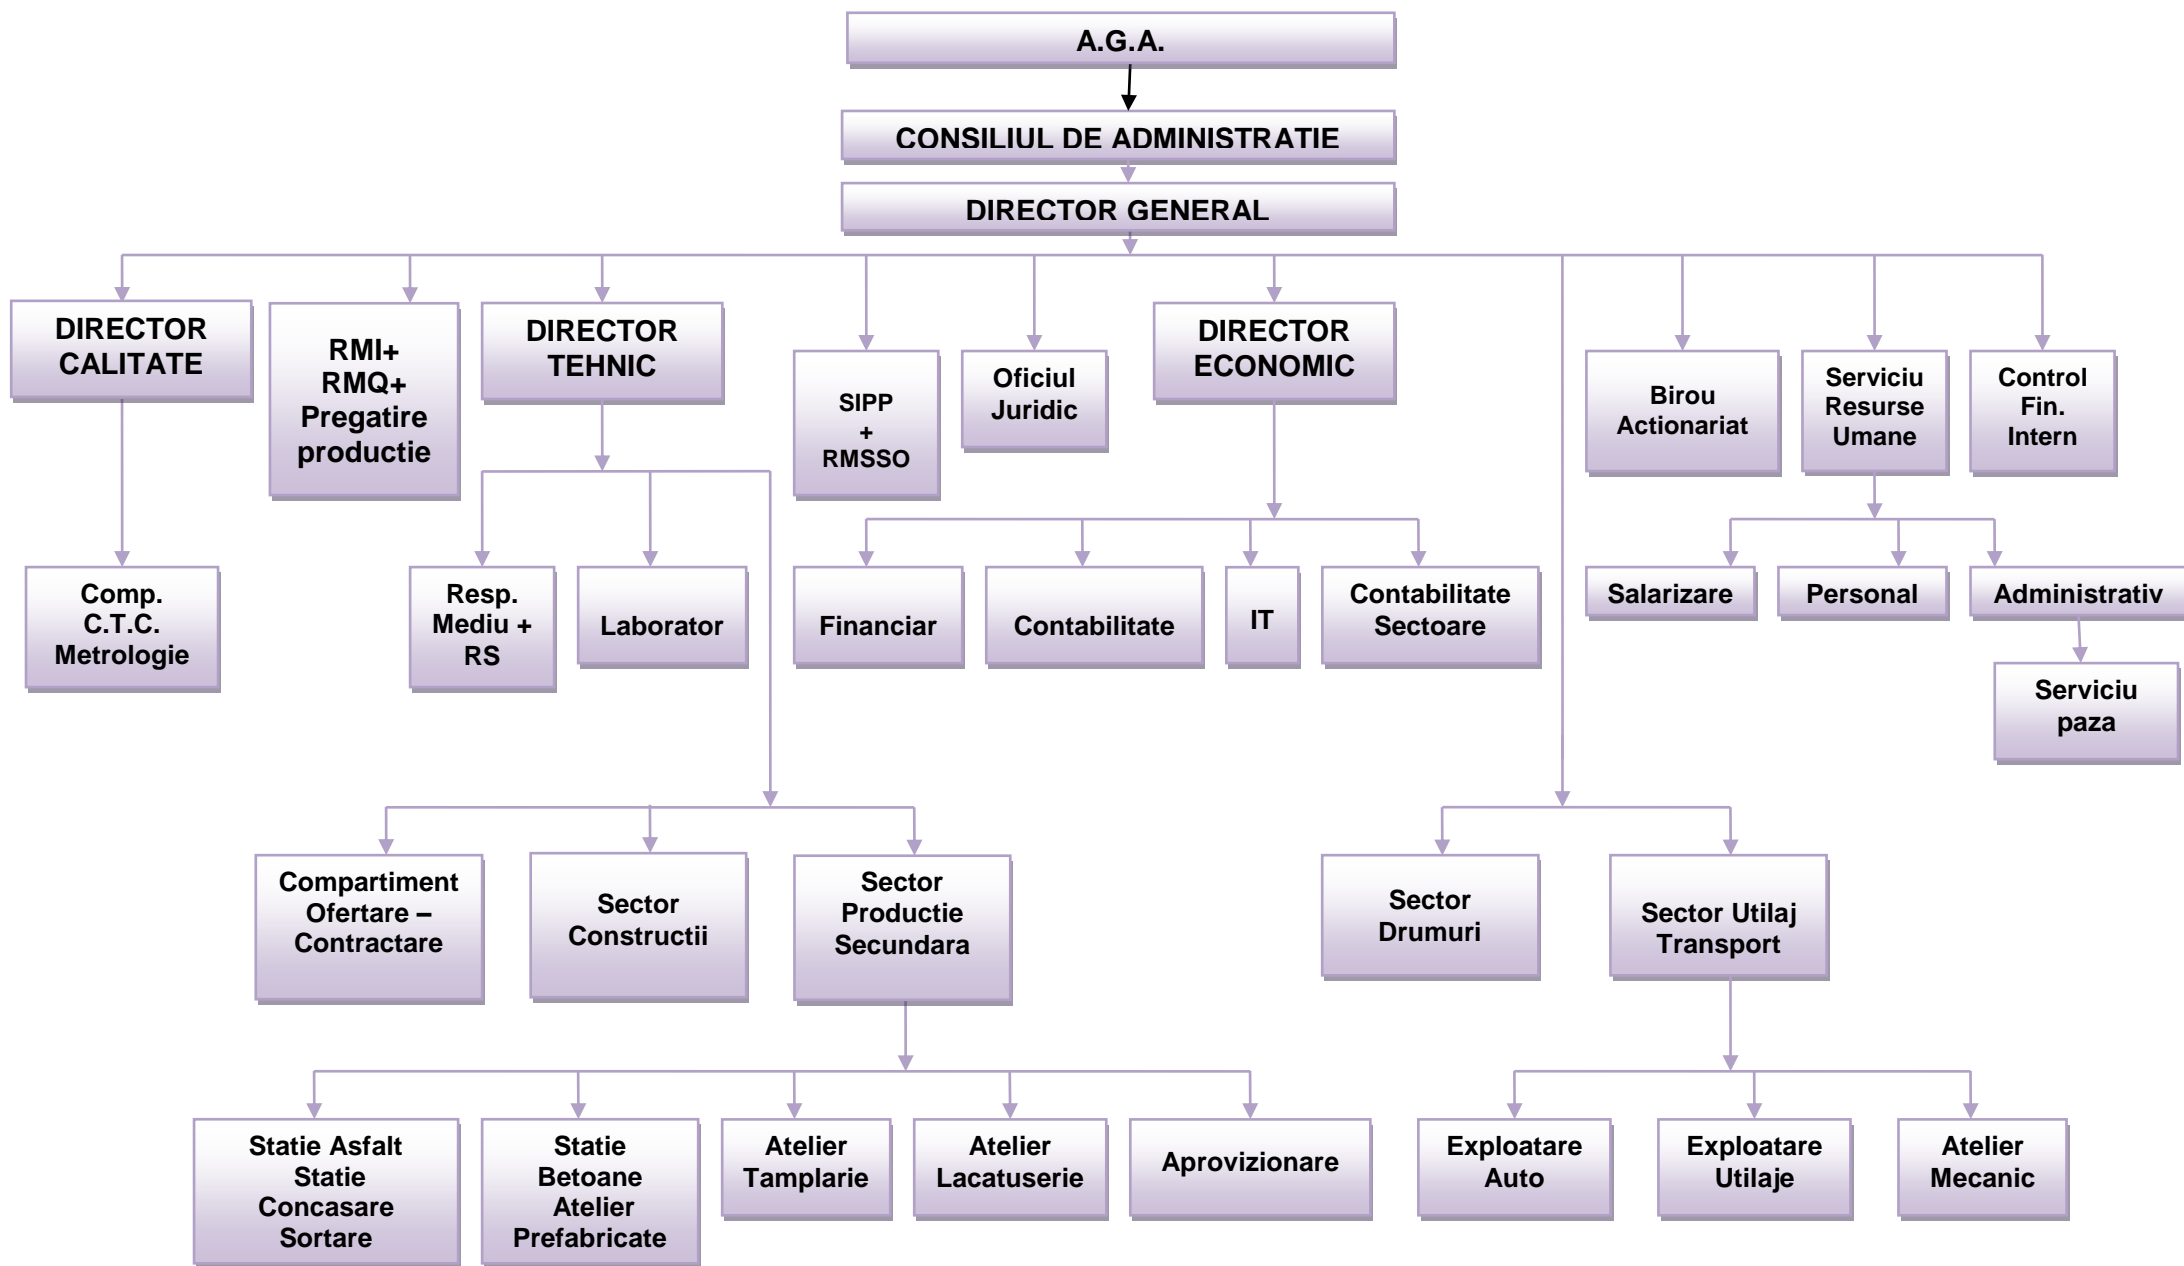 A.G.A.
CONSILIUL DE ADMINISTRATIE
DIRECTOR GENERAL
DIRECTOR
CALITATE
RMI+
RMQ+
Pregatire
productie
DIRECTOR
TEHNIC
SIPP
+
RMSSO
Oficiul
Juridic
DIRECTOR
ECONOMIC
Birou
Actionariat
Serviciu
Resurse
Umane
Control
Fin.
Intern
Comp.
C.T.C.
Metrologie
Resp.
Mediu +
RS
Laborator
Financiar
Contabilitate
IT
Contabilitate
Sectoare
Salarizare
Personal
Administrativ
Serviciu
paza
Compartiment
Ofertare –
Contractare
Sector
Constructii
Sector
Productie
Secundara
Sector
Drumuri
Sector Utilaj
Transport
Statie Asfalt
Statie
Concasare
Sortare
Statie
Betoane
Atelier
Prefabricate
Atelier
Tamplarie
Atelier
Lacatuserie
Aprovizionare
Exploatare
Auto
Exploatare
Utilaje
Atelier
Mecanic